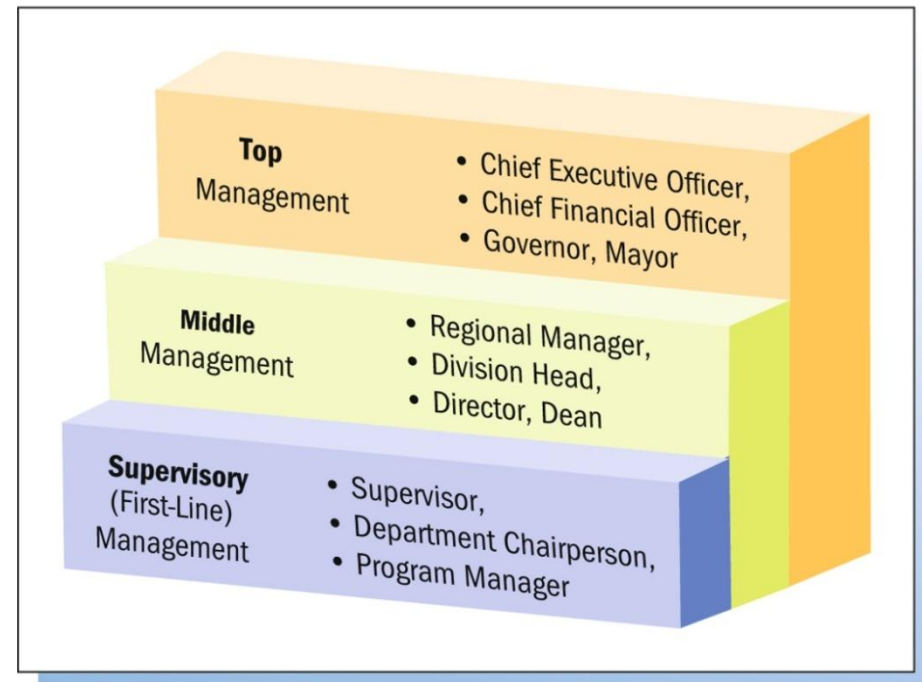 Top
Management
• Chief Executive Officer,
• Chief Financial Officer,
• Governor, Mayor
Middle
Management
• Regional Manager,
• Division Head,
• Director, Dean
Supervisory
(First-Line)
Management
• Supervisor,
• Department Chairperson,
• Program Manager